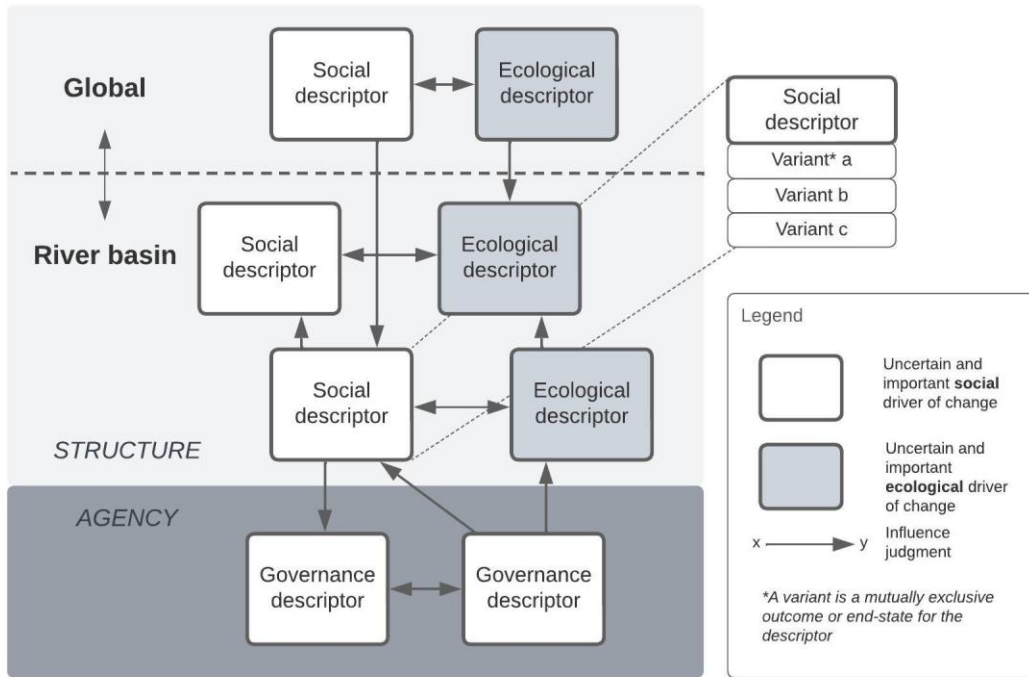 Global
Social
descriptor
Ecological
descriptor
Social
descriptor
Variant* a
Variant b
Variant c
River basin
Social
descriptor
Ecological
descriptor
Social
descriptor
Ecological
descriptor
STRUCTURE
AGENCY
Governance
descriptor
Governance
descriptor
Legend
Uncertain and
important social
driver of change
Uncertain and
important
ecological driver
of change
x y Influence
judgment
*A variant is a mutually exclusive
outcome or end-state for the
descriptor